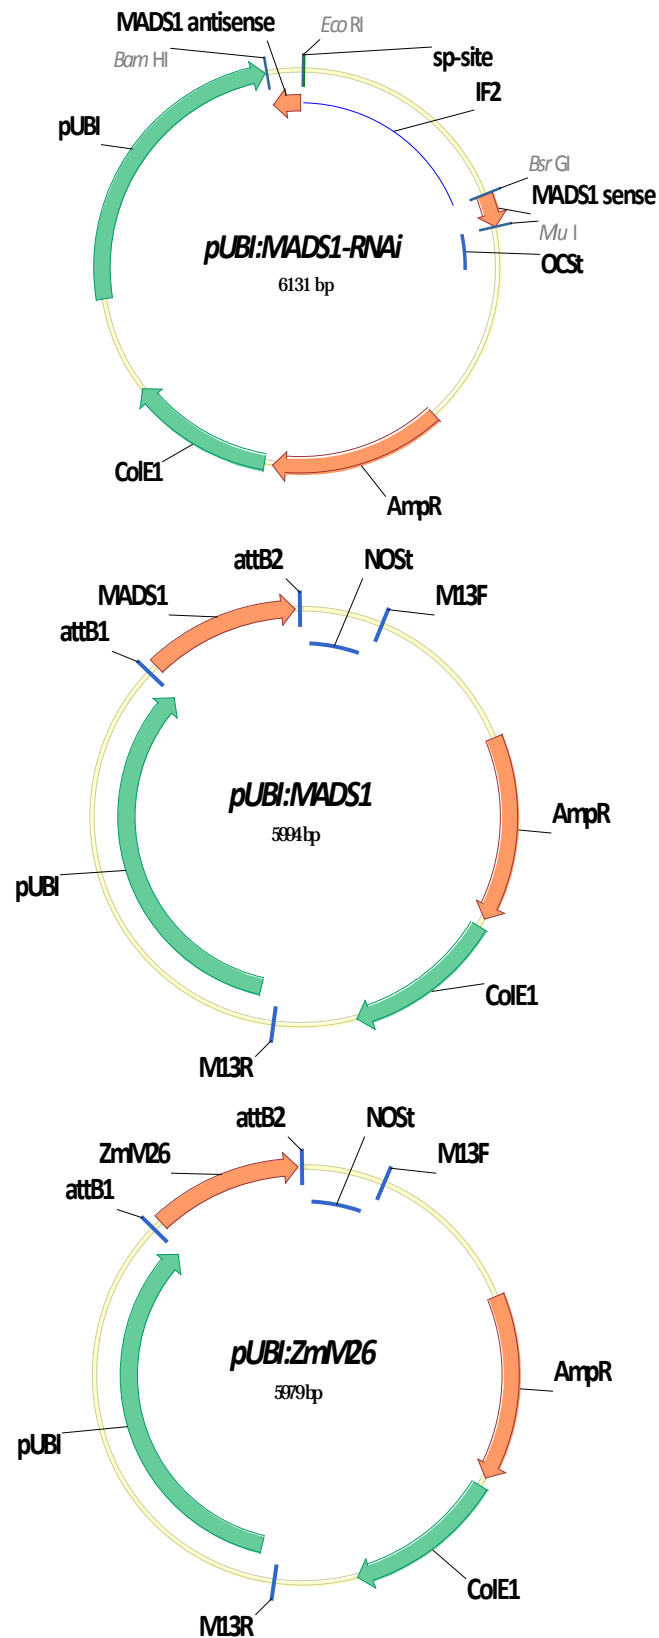 MADS1 antisense
EcoRI
BamHI
sp-site
IF2
pUBI
BsrGI
MADS1 sense
MuI
OCSt
pUBI:MADS1-RNAi
6131 bp
ColE1
AmpR
attB2
NOSt
MADS1
M13F
attB1
pUBI:MADS1
5994 bp
AmpR
pUBI
ColE1
M13R
attB2
NOSt
ZmM26
M13F
attB1
pUBI:ZmM26
5979 bp
AmpR
pUBI
ColE1
M13R